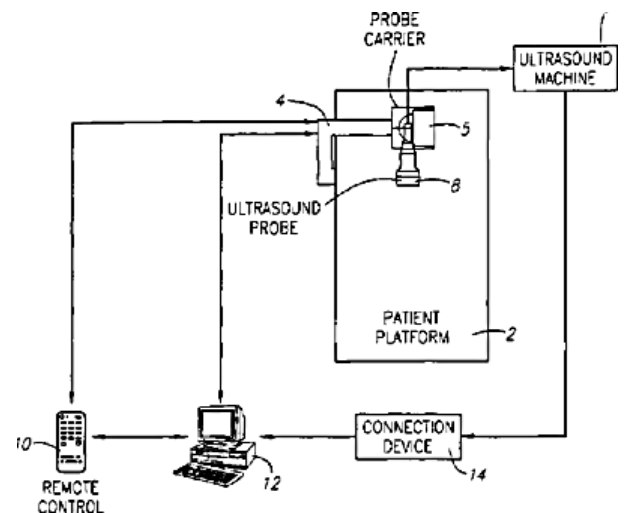 PROBE
CARRIER
ULTRASOUND
MACHINE
4
5
8
ULTRASOUND
PROBE
PATIENT
PLATFORM
2
10
REMOTE
CONTROL
12
CONNECTION
DEVICE
14